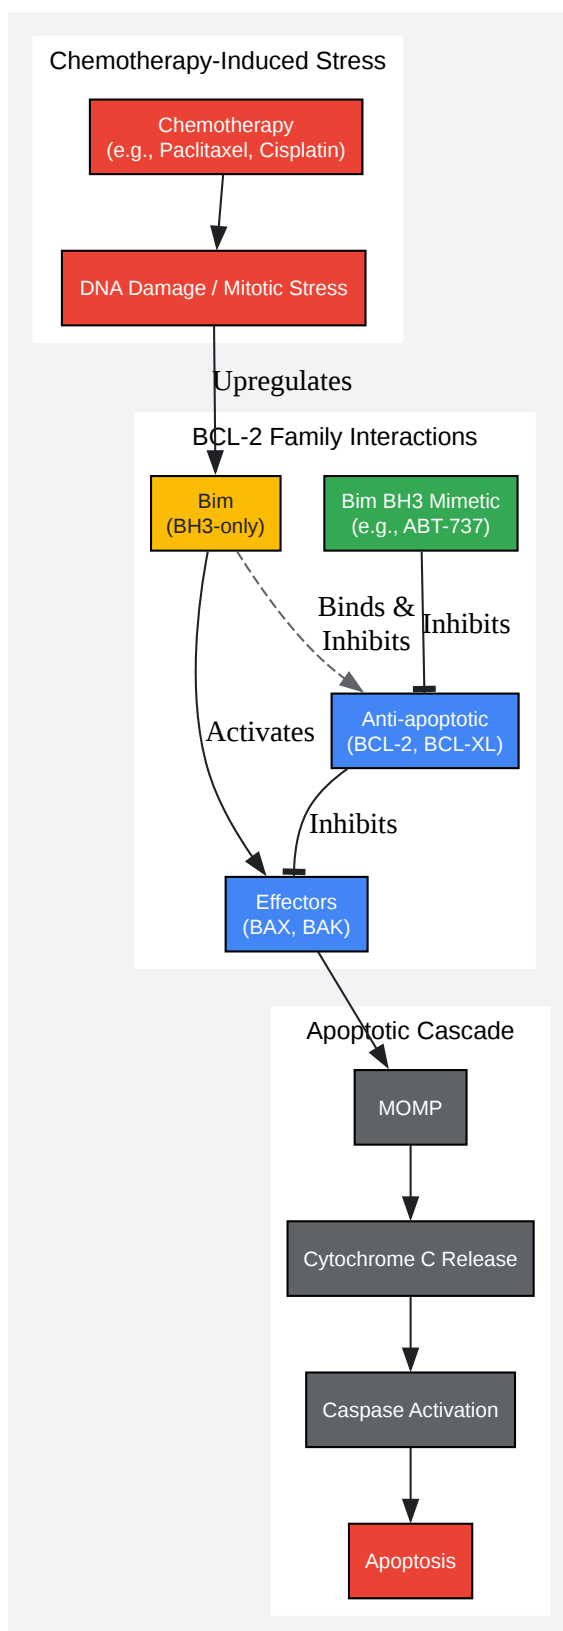 Chemotherapy-Induced Stress
Chemotherapy
(e.g., Paclitaxel, Cisplatin)
DNA Damage / Mitotic Stress
Upregulates
BCL-2 Family Interactions
Bim
(BH3-only)
Bim BH3 Mimetic
(e.g., ABT-737)
Binds &
Inhibits
Inhibits
Anti-apoptotic
(BCL-2, BCL-XL)
Activates
Inhibits
Effectors
(BAX, BAK)
Apoptotic Cascade
MOMP
Cytochrome C Release
Caspase Activation
Apoptosis